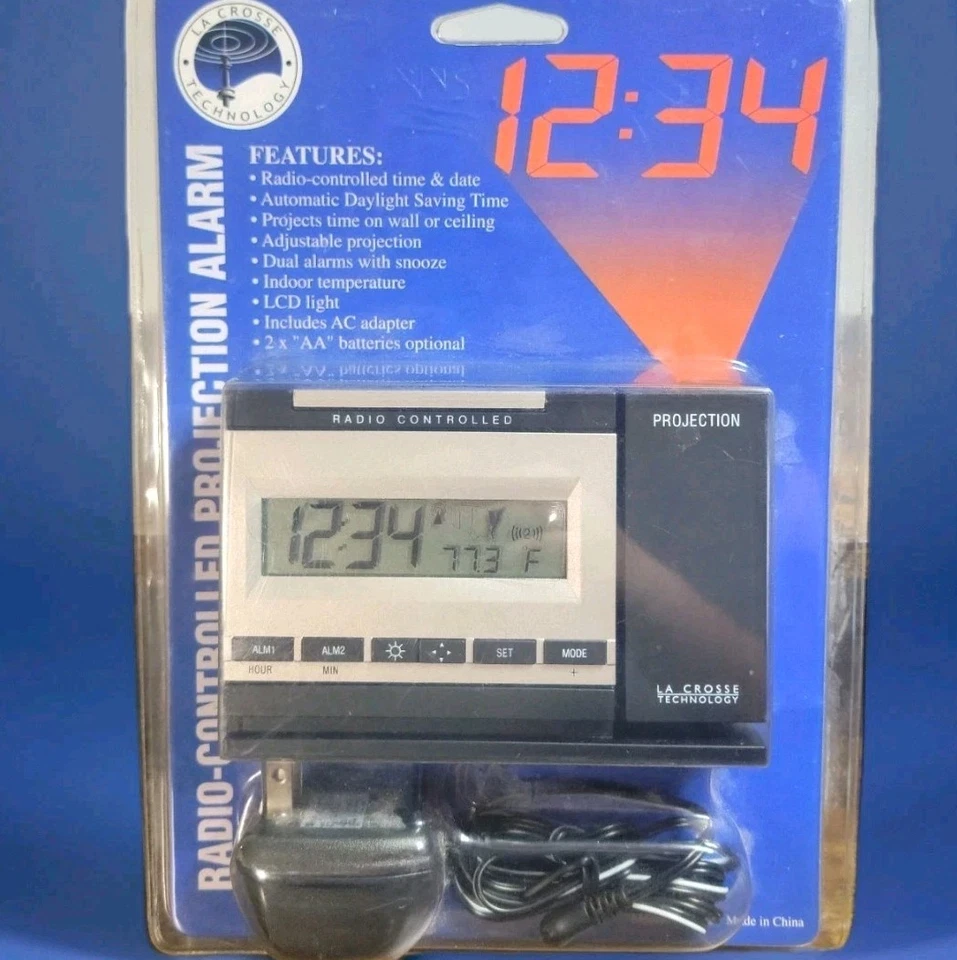 LA CROSSE TECHNOLOGY
12:34
RADIO-CONTROLLED PROJECTION ALARM
FEATURES:
• Radio-controlled time & date
• Automatic Daylight Saving Time
• Projects time on wall or ceiling
• Adjustable projection
• Dual alarms with snooze
• Indoor temperature
• LCD light
• Includes AC adapter
• 2 x "AA" batteries optional
RADIO CONTROLLED
PROJECTION
12:34
((2))
77.3 F
ALM1 ALM2 SET MODE
HOUR MIN +
LA CROSSE
TECHNOLOGY
Made in China